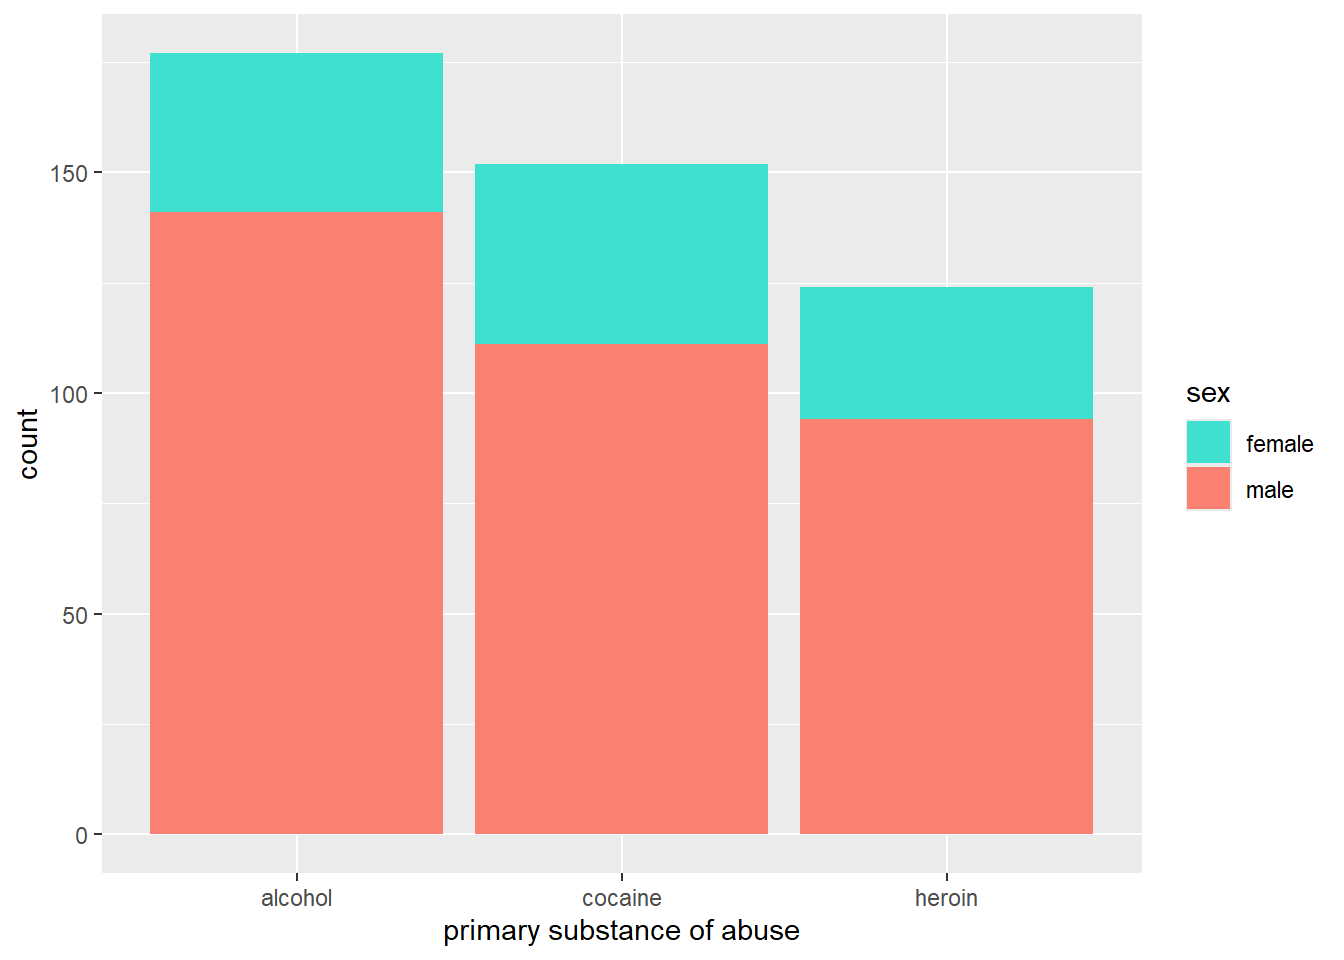 150
100
50
0
count
alcohol
cocaine
heroin
primary substance of abuse
sex
female
male